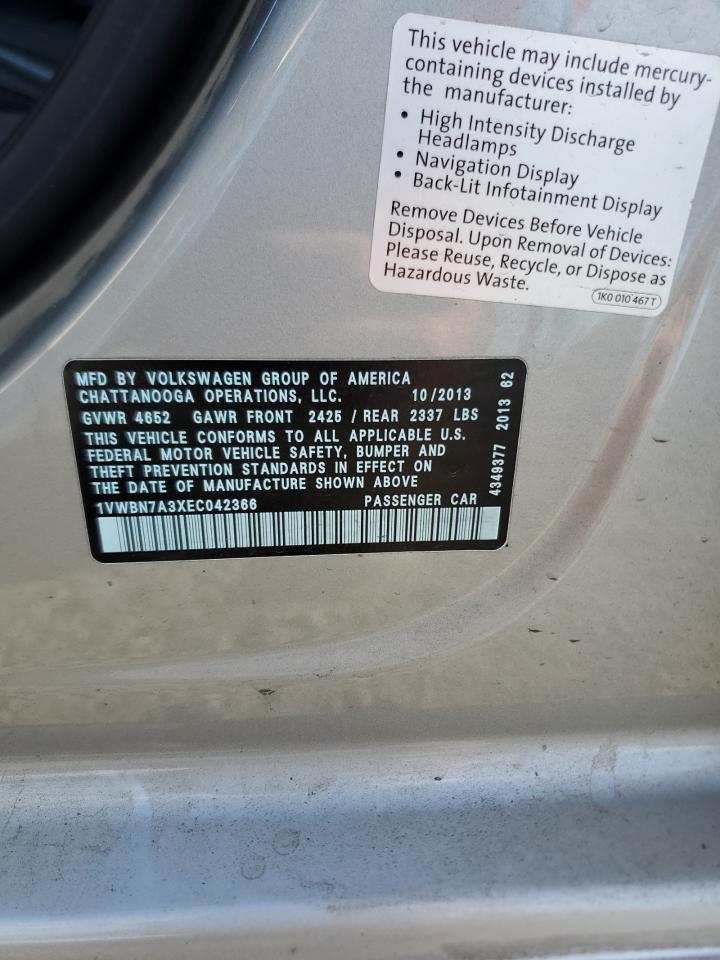 This vehicle may include mercury-
containing devices installed by
the manufacturer:
• High Intensity Discharge
Headlamps
• Navigation Display
• Back-Lit Infotainment Display
Remove Devices Before Vehicle
Disposal. Upon Removal of Devices:
Please Reuse, Recycle, or Dispose as
Hazardous Waste.
1K0 010 467 T
MFD BY VOLKSWAGEN GROUP OF AMERICA
CHATTANOOGA OPERATIONS, LLC. 10/2013
GVWR 4652 GAWR FRONT 2425 / REAR 2337 LBS
THIS VEHICLE CONFORMS TO ALL APPLICABLE U.S.
FEDERAL MOTOR VEHICLE SAFETY, BUMPER AND
THEFT PREVENTION STANDARDS IN EFFECT ON
THE DATE OF MANUFACTURE SHOWN ABOVE
1VWBN7A3XEC042366 PASSENGER CAR
4349377 2013 62